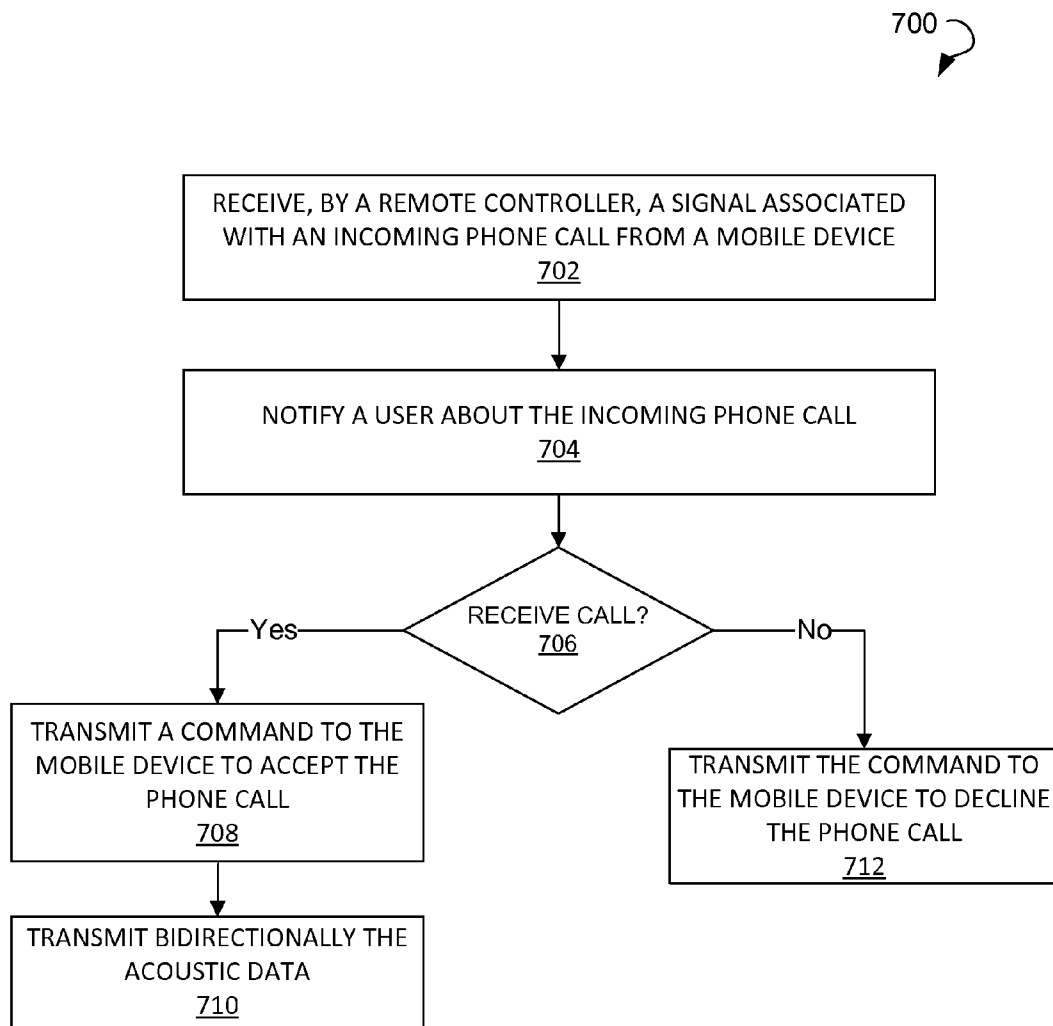 700
RECEIVE, BY A REMOTE CONTROLLER, A SIGNAL ASSOCIATED
WITH AN INCOMING PHONE CALL FROM A MOBILE DEVICE
702
NOTIFY A USER ABOUT THE INCOMING PHONE CALL
704
RECEIVE CALL?
706
Yes
No
TRANSMIT A COMMAND TO THE
MOBILE DEVICE TO ACCEPT THE
PHONE CALL
708
TRANSMIT THE COMMAND TO
THE MOBILE DEVICE TO DECLINE
THE PHONE CALL
712
TRANSMIT BIDIRECTIONALLY THE
ACOUSTIC DATA
710